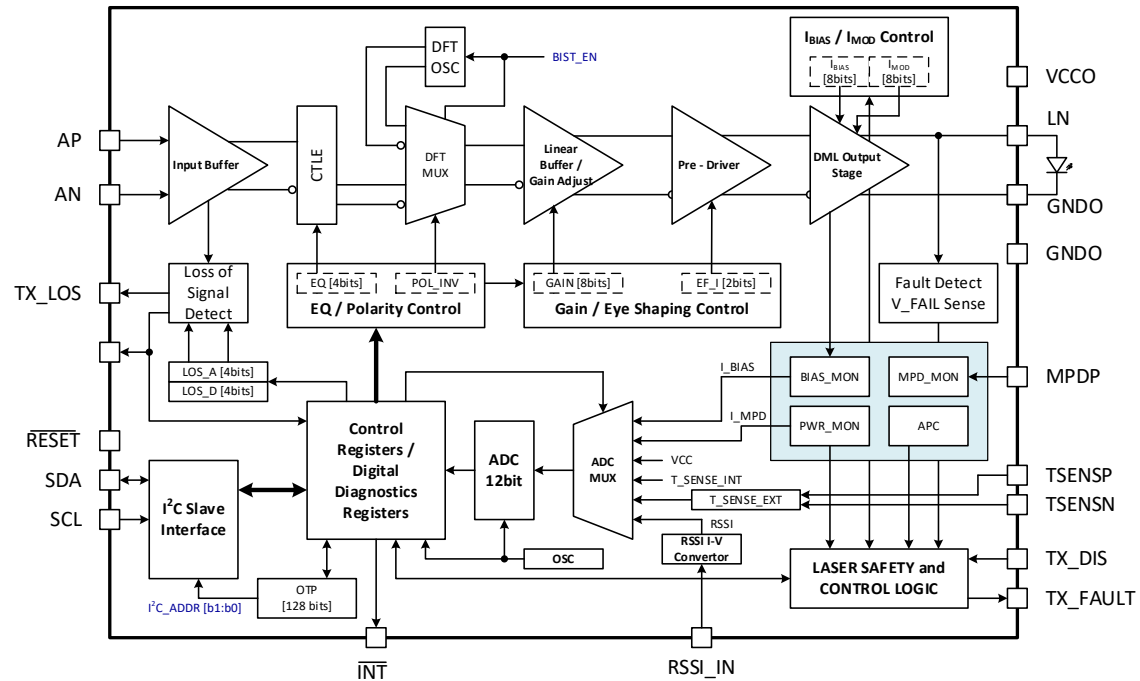 I_BIAS / I_MOD Control
I_BIAS
[8bits]
I_MOD
[8bits]
DFT
OSC
BIST_EN
VCCO
LN
AP
AN
Input Buffer
CTLE
DFT
MUX
Linear
Buffer /
Gain Adjust
Pre - Driver
DML Output
Stage
GNDO
GNDO
TX_LOS
Loss of
Signal
Detect
EQ [4bits]
POL_INV
EQ / Polarity Control
GAIN [8bits]
EF_I [2bits]
Gain / Eye Shaping Control
Fault Detect
V_FAIL Sense
LOS_A [4bits]
LOS_D [4bits]
I_BIAS
BIAS_MON
MPD_MON
MPDP
I_MPD
PWR_MON
APC
RESET
SDA
SCL
I²C Slave
Interface
Control
Registers /
Digital
Diagnostics
Registers
ADC
12bit
ADC
MUX
VCC
T_SENSE_INT
T_SENSE_EXT
RSSI
TSENSP
TSENSN
RSSI I-V
Convertor
OSC
OTP
[128 bits]
I²C_ADDR [b1:b0]
LASER SAFETY and
CONTROL LOGIC
TX_DIS
TX_FAULT
INT
RSSI_IN